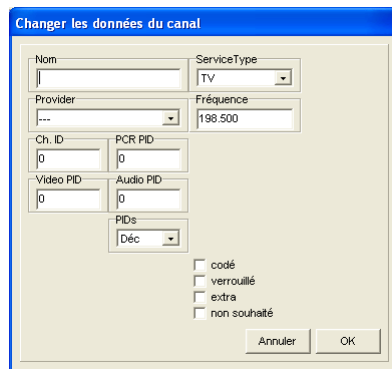 Changer les données du canal
Nom
ServiceType
TV
Provider
Fréquence
---
198.500
Ch. ID
PCR PID
0
0
Video PID
Audio PID
0
0
PIDs
Déc
codé
verrouillé
extra
non souhaité
Annuler
OK